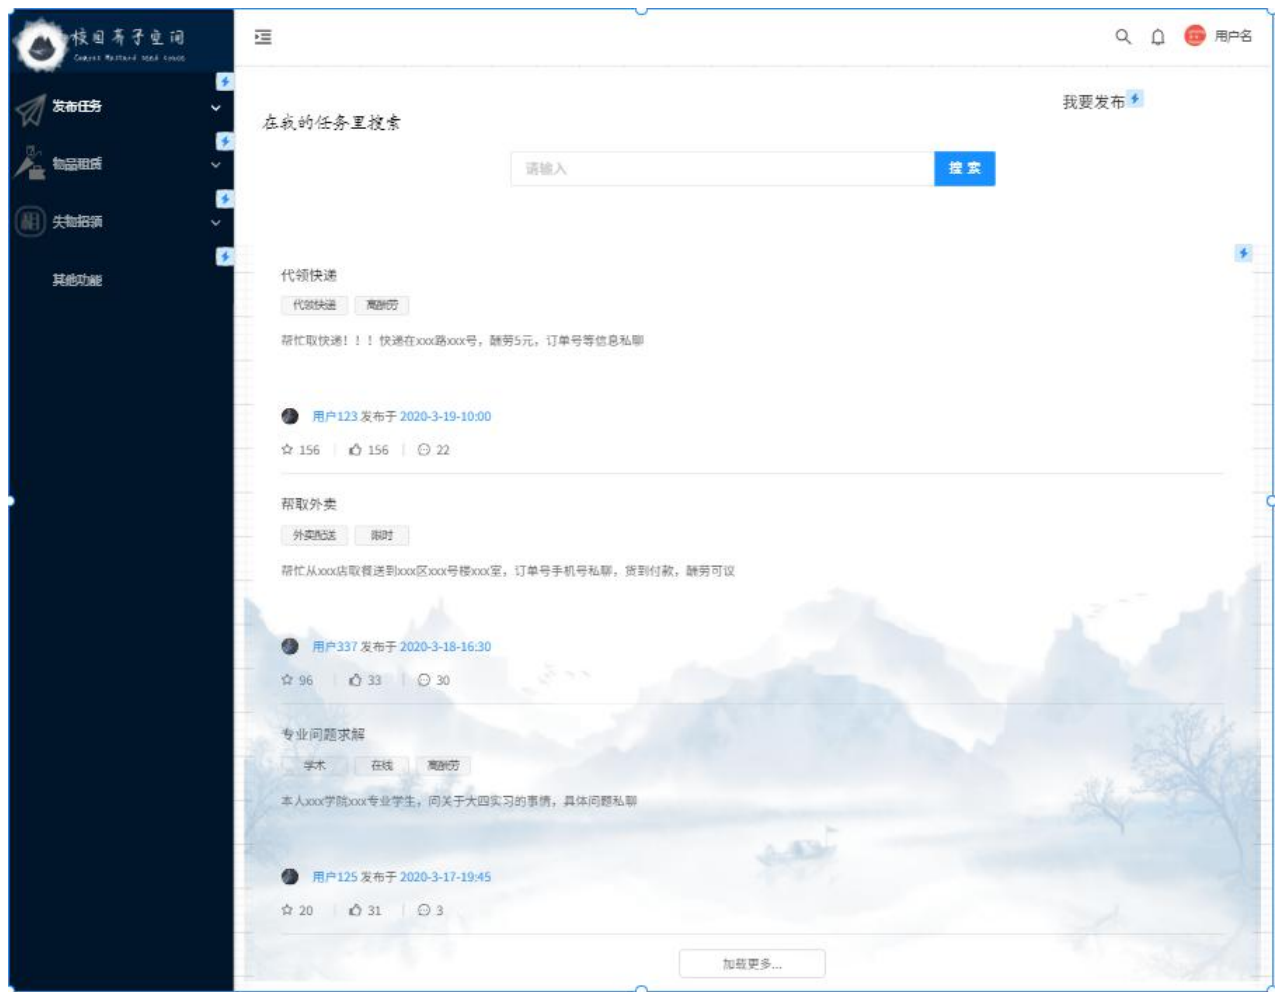 校园芥子空间
Campus Mustard seed space
用户名
发布任务
物品租赁
失物招领
其他功能
我要发布
在我的任务里搜索
请输入
搜 索
代领快递
代领快递 高酬劳
帮忙取快递！！！快递在xxx路xxx号，酬劳5元，订单号等信息私聊
用户123 发布于 2020-3-19-10:00
156 156 22
帮取外卖
外卖配送 限时
帮忙从xxx店取餐送到xxx区xxx号楼xxx室，订单号手机号私聊，货到付款，酬劳可议
用户337 发布于 2020-3-18-16:30
96 33 30
专业问题求解
学术 在线 高酬劳
本人xxx学院xxx专业学生，问关于大四实习的事情，具体问题私聊
用户125 发布于 2020-3-17-19:45
20 31 3
加载更多...